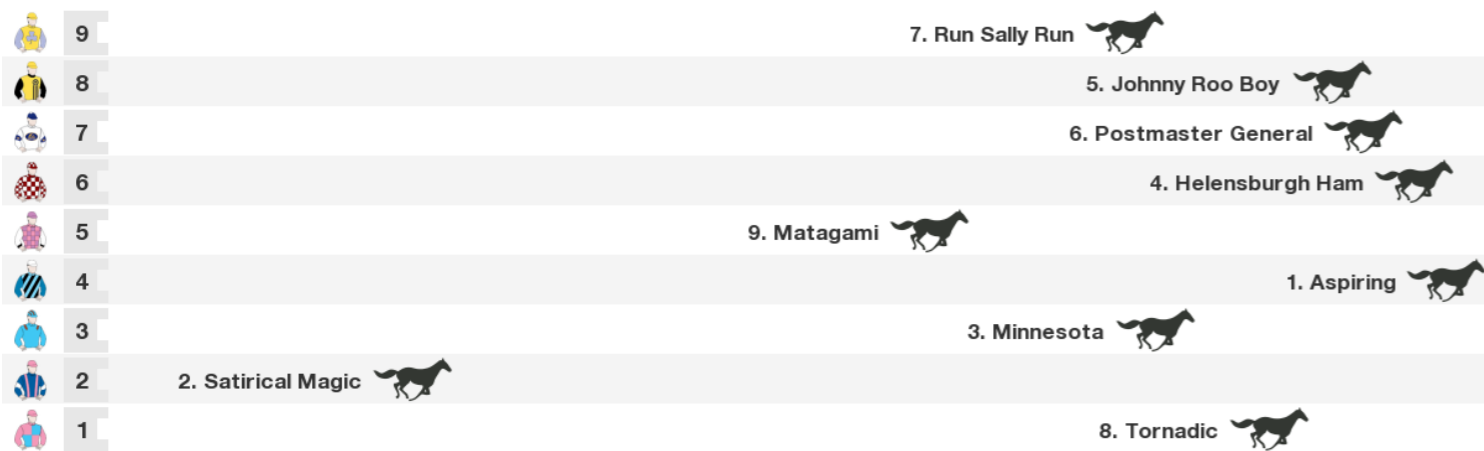 9 7. Run Sally Run
8 5. Johnny Roo Boy
7 6. Postmaster General
6 4. Helensburgh Ham
5 9. Matagami
4 1. Aspiring
3 3. Minnesota
2 2. Satirical Magic
1 8. Tornadic